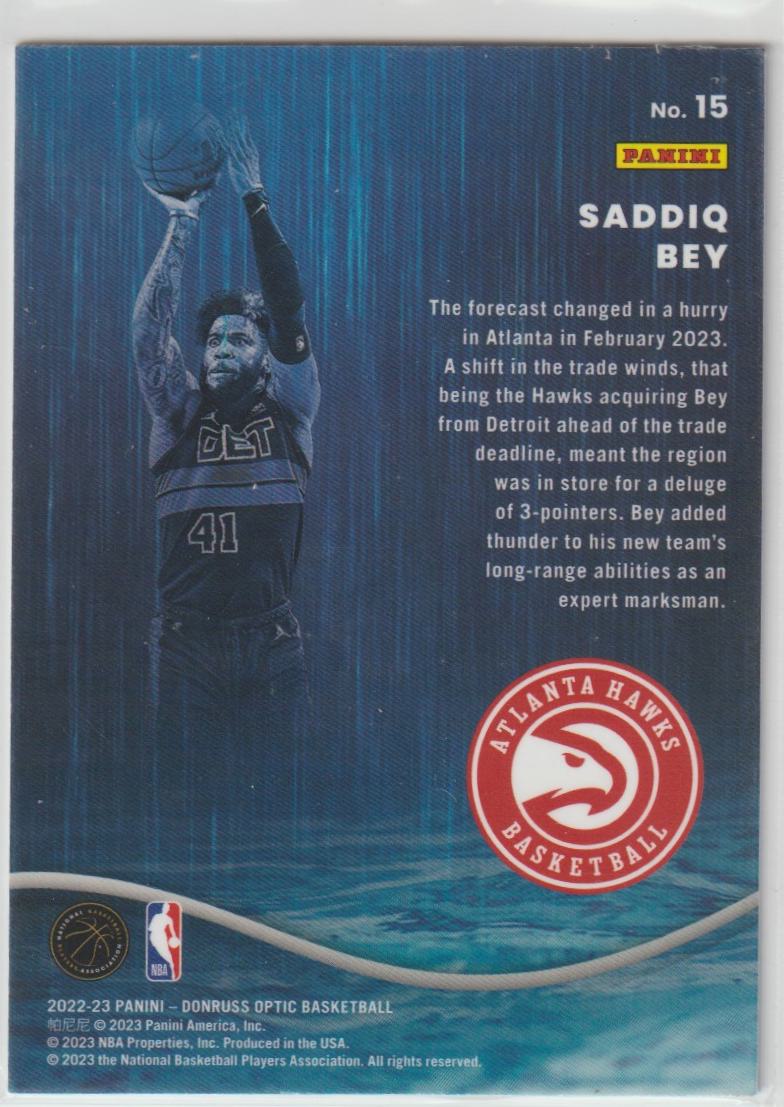 No. 15
PANINI
SADDIQ
BEY
The forecast changed in a hurry
in Atlanta in February 2023.
A shift in the trade winds, that
being the Hawks acquiring Bey
from Detroit ahead of the trade
deadline, meant the region
was in store for a deluge
of 3-pointers. Bey added
thunder to his new team's
long-range abilities as an
expert marksman.
DET
41
ATLANTA HAWKS
BASKETBALL
NATIONAL BASKETBALL
PLAYERS ASSOCIATION
NBA
2022-23 PANINI – DONRUSS OPTIC BASKETBALL
帕尼尼 © 2023 Panini America, Inc.
© 2023 NBA Properties, Inc. Produced in the USA.
© 2023 the National Basketball Players Association. All rights reserved.